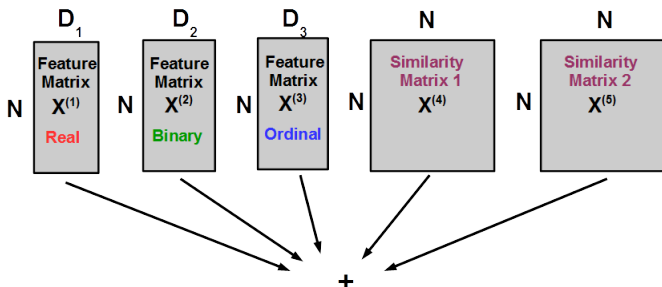 D1
D2
D3
N
N
N
Feature
Matrix
X(1)
Real
N
Feature
Matrix
X(2)
Binary
N
Feature
Matrix
X(3)
Ordinal
N
Similarity
Matrix 1
X(4)
N
Similarity
Matrix 2
X(5)
+